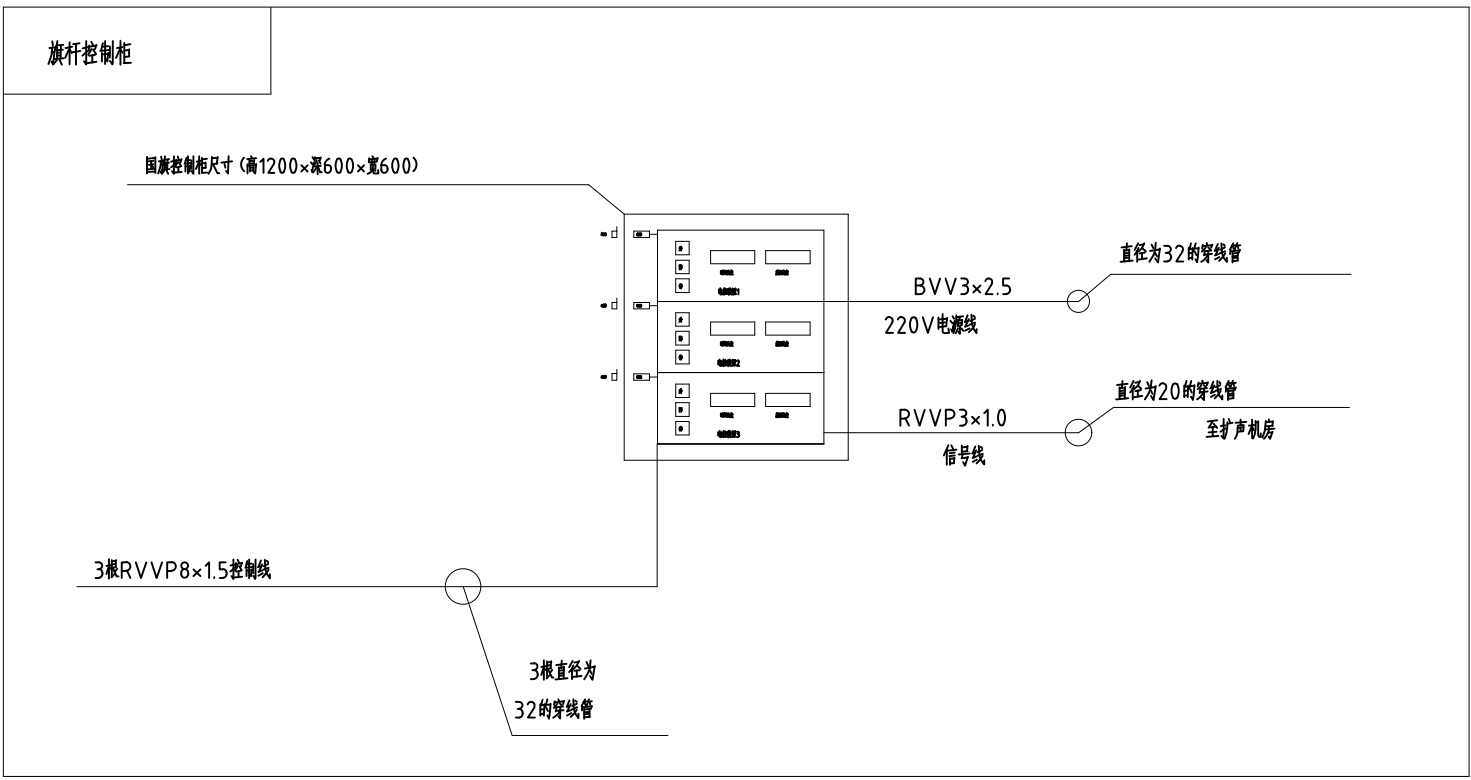 旗杆控制柜
国旗控制柜尺寸（高1200×深600×宽600）
直径为32的穿线管
BVV3×2.5
220V电源线
直径为20的穿线管
RVVP3×1.0
至扩声机房
信号线
3根RVVP8×1.5控制线
3根直径为
32的穿线管